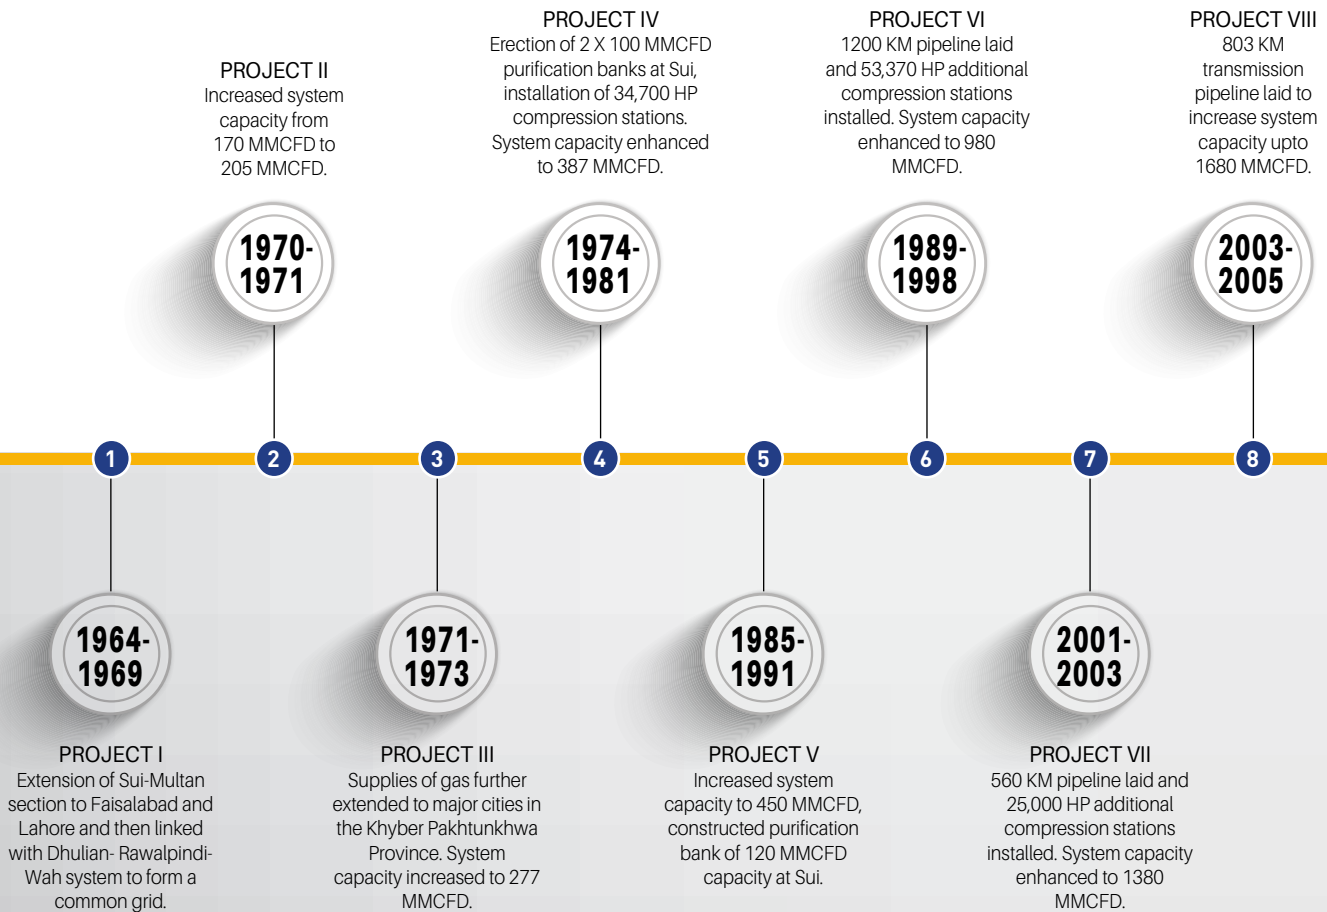 PROJECT II
Increased system
capacity from
170 MMCFD to
205 MMCFD.
1970-
1971
PROJECT IV
Erection of 2 X 100 MMCFD
purification banks at Sui,
installation of 34,700 HP
compression stations.
System capacity enhanced
to 387 MMCFD.
1974-
1981
PROJECT VI
1200 KM pipeline laid
and 53,370 HP additional
compression stations
installed. System capacity
enhanced to 980
MMCFD.
1989-
1998
PROJECT VIII
803 KM
transmission
pipeline laid to
increase system
capacity upto
1680 MMCFD.
2003-
2005
1
2
3
4
5
6
7
8
1964-
1969
PROJECT I
Extension of Sui-Multan
section to Faisalabad and
Lahore and then linked
with Dhulian- Rawalpindi-
Wah system to form a
common grid.
1971-
1973
PROJECT III
Supplies of gas further
extended to major cities in
the Khyber Pakhtunkhwa
Province. System
capacity increased to 277
MMCFD.
1985-
1991
PROJECT V
Increased system
capacity to 450 MMCFD,
constructed purification
bank of 120 MMCFD
capacity at Sui.
2001-
2003
PROJECT VII
560 KM pipeline laid and
25,000 HP additional
compression stations
installed. System capacity
enhanced to 1380
MMCFD.